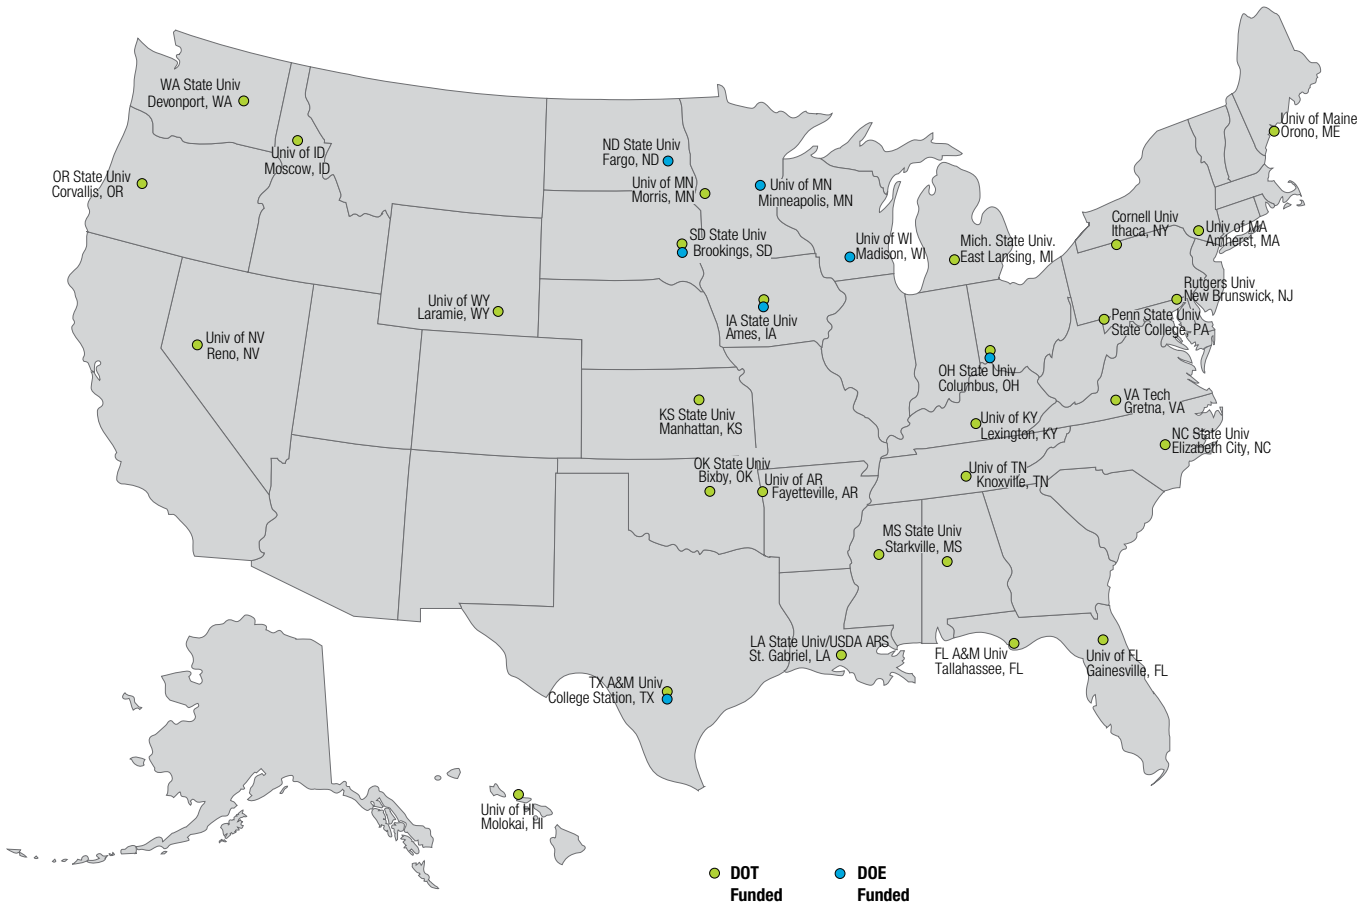 WA State Univ
Devonport, WA
Univ of ID
Moscow, ID
OR State Univ
Corvallis, OR
ND State Univ
Fargo, ND
Univ of MN
Morris, MN
Univ of MN
Minneapolis, MN
SD State Univ
Brookings, SD
Univ of WI
Madison, WI
Mich. State Univ.
East Lansing, MI
Cornell Univ
Ithaca, NY
Univ of Maine
Orono, ME
Univ of MA
Amherst, MA
Rutgers Univ
New Brunswick, NJ
Penn State Univ
State College, PA
Univ of WY
Laramie, WY
IA State Univ
Ames, IA
Univ of NV
Reno, NV
OH State Univ
Columbus, OH
KS State Univ
Manhattan, KS
Univ of KY
Lexington, KY
VA Tech
Gretna, VA
NC State Univ
Elizabeth City, NC
OK State Univ
Bixby, OK
Univ of AR
Fayetteville, AR
Univ of TN
Knoxville, TN
MS State Univ
Starkville, MS
LA State Univ/USDA ARS
St. Gabriel, LA
FL A&M Univ
Tallahassee, FL
Univ of FL
Gainesville, FL
TX A&M Univ
College Station, TX
Univ of HI
Molokai, HI
DOT
Funded
DOE
Funded